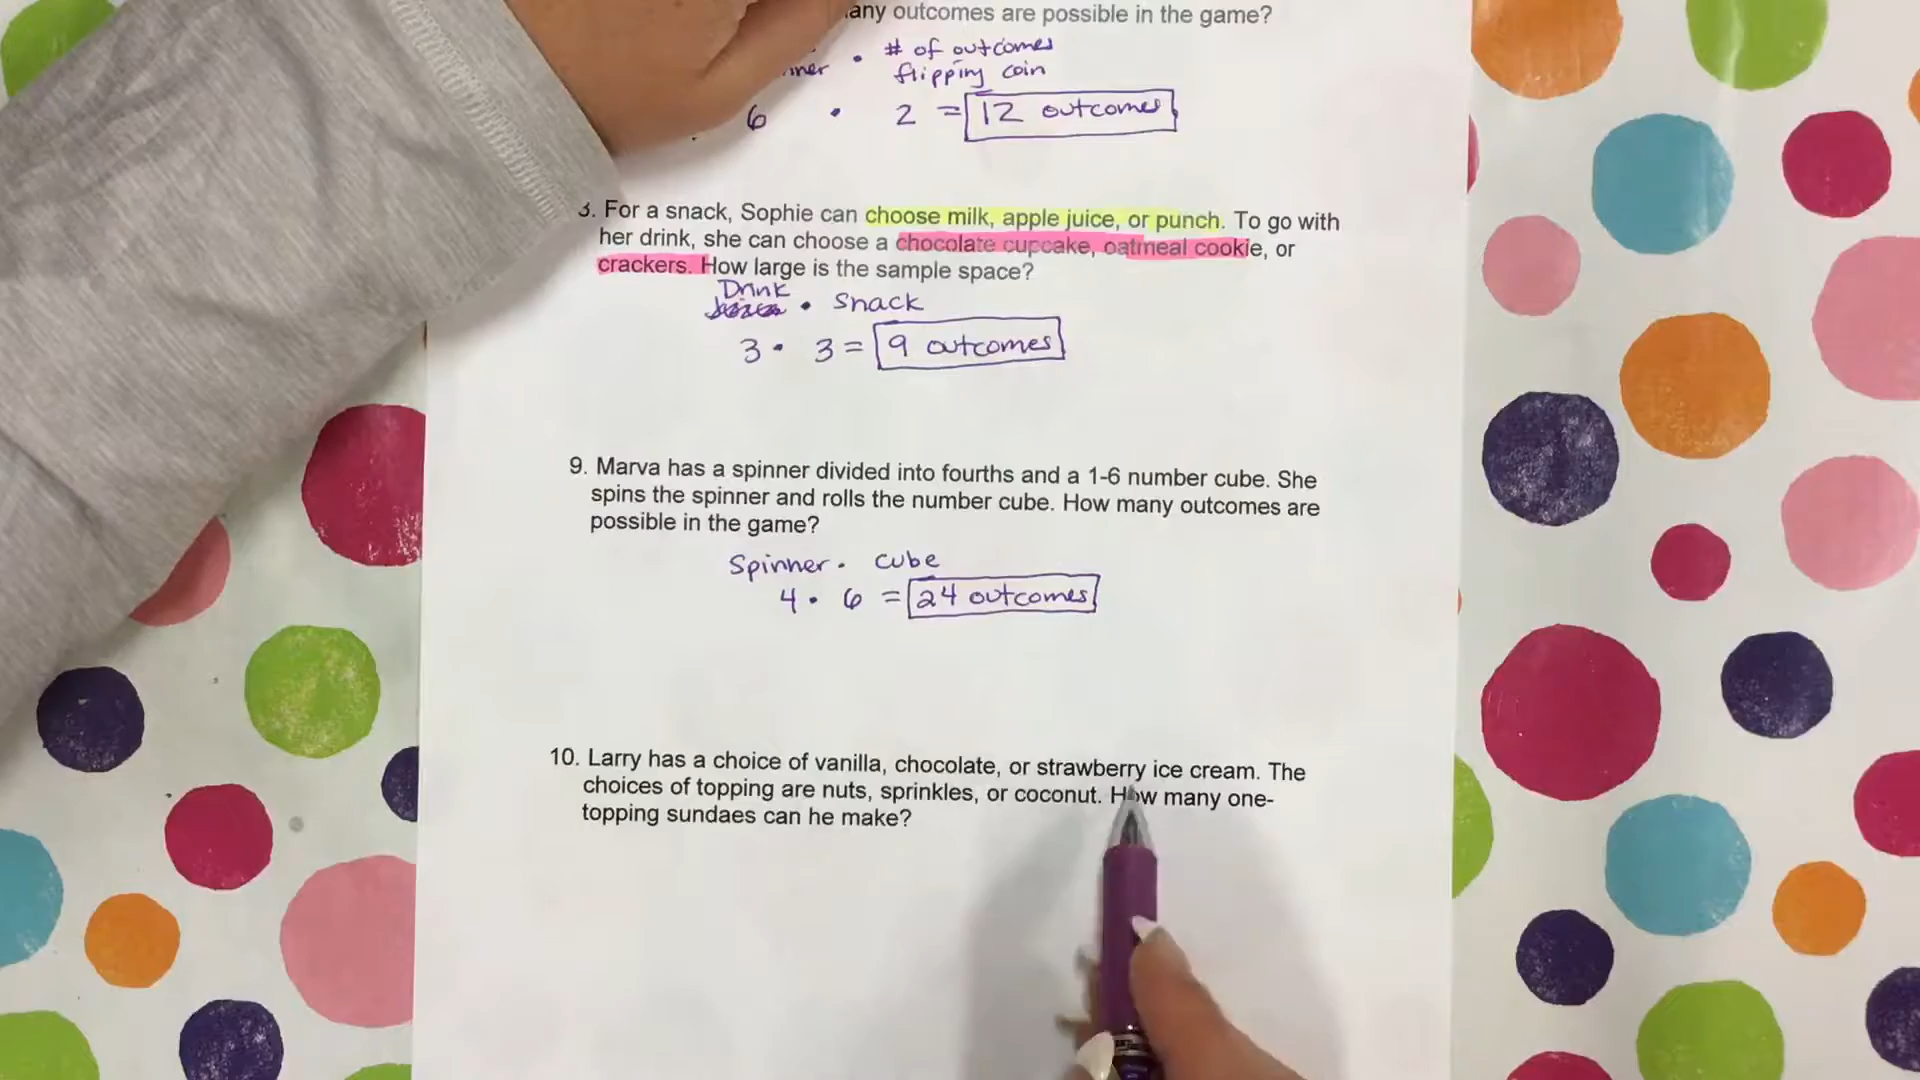 any outcomes are possible in the game?
# of outcomes
flipping coin
6 · 2 = 12 outcomes
For a snack, Sophie can choose milk, apple juice, or punch. To go with
her drink, she can choose a chocolate cupcake, oatmeal cookie, or
crackers. How large is the sample space?
Drink
· Snack
3 · 3 = 9 outcomes
9. Marva has a spinner divided into fourths and a 1-6 number cube. She
spins the spinner and rolls the number cube. How many outcomes are
possible in the game?
Spinner · cube
4 · 6 = 24 outcomes
10. Larry has a choice of vanilla, chocolate, or strawberry ice cream. The
choices of topping are nuts, sprinkles, or coconut. How many one-
topping sundaes can he make?